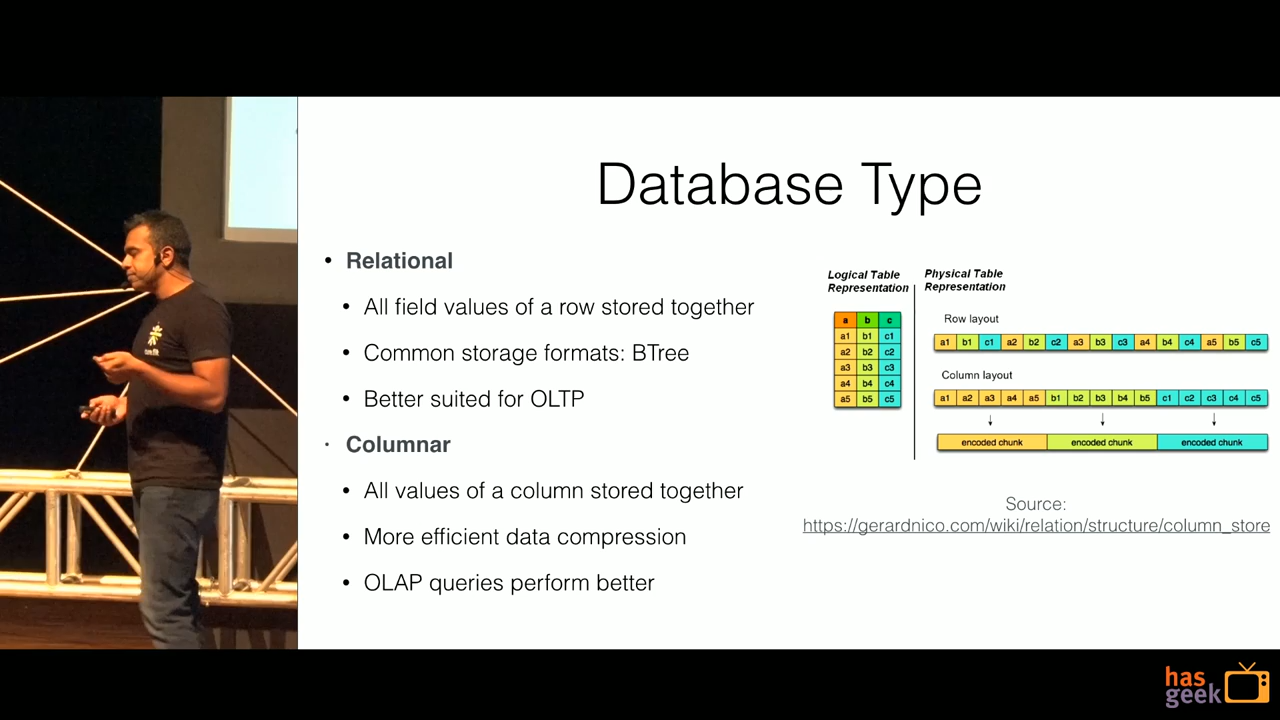 Database Type
• Relational
• All field values of a row stored together
• Common storage formats: BTree
• Better suited for OLTP
• Columnar
• All values of a column stored together
• More efficient data compression
• OLAP queries perform better
Logical Table
Representation
a b c
a1 b1 c1
a2 b2 c2
a3 b3 c3
a4 b4 c4
a5 b5 c5
Physical Table
Representation
Row layout
a1 b1 c1 a2 b2 c2 a3 b3 c3 a4 b4 c4 a5 b5 c5
Column layout
a1 a2 a3 a4 a5 b1 b2 b3 b4 b5 c1 c2 c3 c4 c5
encoded chunk encoded chunk encoded chunk
Source:
https://gerardnico.com/wiki/relation/structure/column_store
has
geek